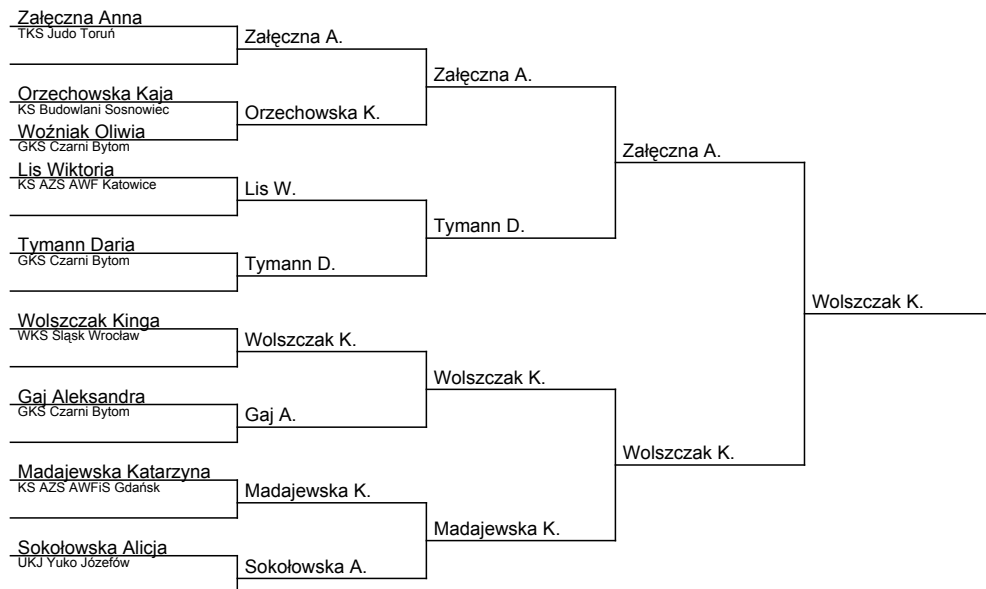 Załęczna Anna
TKS Judo Toruń
Załęczna A.
Załęczna A.
Orzechowska Kaja
KS Budowlani Sosnowiec
Orzechowska K.
Woźniak Oliwia
GKS Czarni Bytom
Załęczna A.
Lis Wiktoria
KS AZS AWF Katowice
Lis W.
Tymann D.
Tymann Daria
GKS Czarni Bytom
Tymann D.
Wolszczak K.
Wolszczak Kinga
WKS Śląsk Wrocław
Wolszczak K.
Wolszczak K.
Gaj Aleksandra
GKS Czarni Bytom
Gaj A.
Wolszczak K.
Madajewska Katarzyna
KS AZS AWFiS Gdańsk
Madajewska K.
Madajewska K.
Sokołowska Alicja
UKJ Yuko Józefów
Sokołowska A.